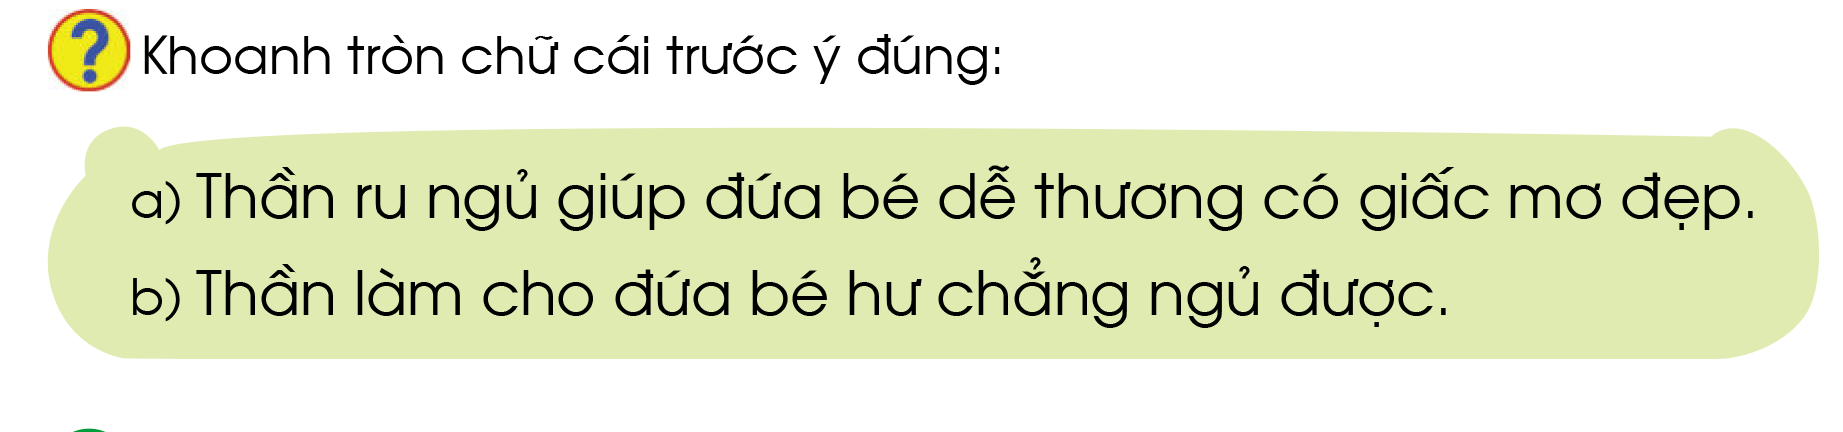 ? Khoanh tròn chữ cái trước ý đúng:
a) Thần ru ngủ giúp đứa bé dễ thương có giấc mơ đẹp.
b) Thần làm cho đứa bé hư chẳng ngủ được.